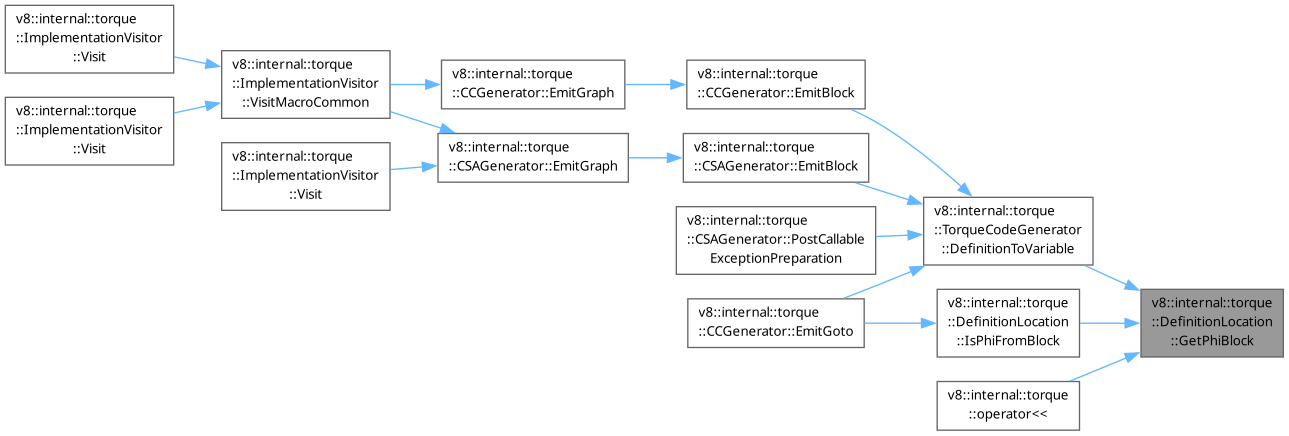 v8::internal::torque
::ImplementationVisitor
::Visit
v8::internal::torque
::ImplementationVisitor
::Visit
v8::internal::torque
::ImplementationVisitor
::VisitMacroCommon
v8::internal::torque
::ImplementationVisitor
::Visit
v8::internal::torque
::CCGenerator::EmitGraph
v8::internal::torque
::CSAGenerator::EmitGraph
v8::internal::torque
::CCGenerator::EmitBlock
v8::internal::torque
::CSAGenerator::EmitBlock
v8::internal::torque
::CSAGenerator::PostCallable
ExceptionPreparation
v8::internal::torque
::CCGenerator::EmitGoto
v8::internal::torque
::TorqueCodeGenerator
::DefinitionToVariable
v8::internal::torque
::DefinitionLocation
::IsPhiFromBlock
v8::internal::torque
::operator<<
v8::internal::torque
::DefinitionLocation
::GetPhiBlock